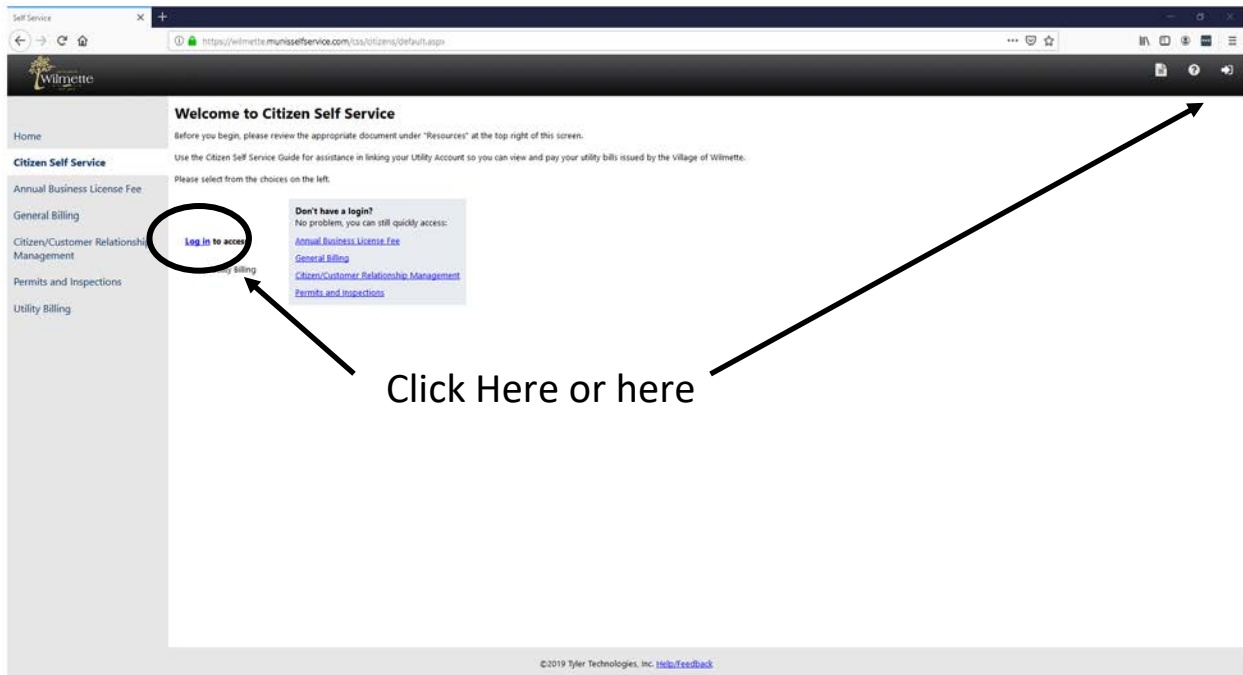 Self Service
https://wilmette.munisselfservice.com/css/citizens/default.aspx
Wilmette
Welcome to Citizen Self Service
Before you begin, please review the appropriate document under "Resources" at the top right of this screen.
Home
Use the Citizen Self Service Guide for assistance in linking your Utility Account so you can view and pay your utility bills issued by the Village of Wilmette.
Citizen Self Service
Please select from the choices on the left.
Annual Business License Fee
General Billing
Citizen/Customer Relationship
Management
Permits and Inspections
Utility Billing
Log in to access
Billing
Don't have a login?
No problem, you can still quickly access:
Annual Business License Fee
General Billing
Citizen/Customer Relationship Management
Permits and Inspections
Click Here or here
©2019 Tyler Technologies, Inc. Help/Feedback